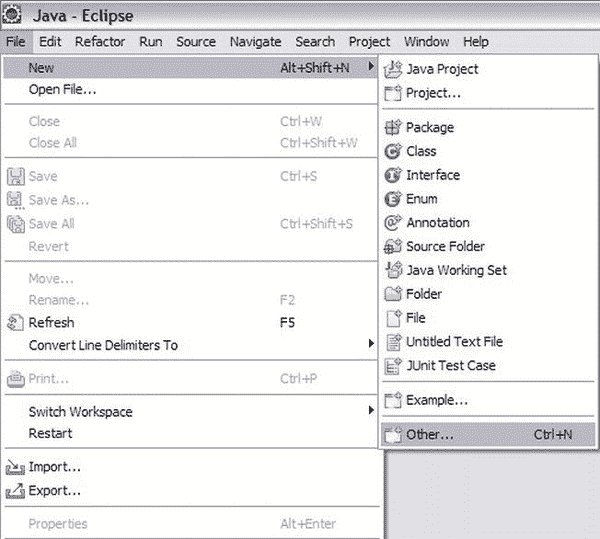 Java - Eclipse
File Edit Refactor Run Source Navigate Search Project Window Help
New Alt+Shift+N
Open File...
Close Ctrl+W
Close All Ctrl+Shift+W
Save Ctrl+S
Save As...
Save All Ctrl+Shift+S
Revert
Move...
Rename... F2
Refresh F5
Convert Line Delimiters To
Print... Ctrl+P
Switch Workspace
Restart
Import...
Export...
Properties Alt+Enter
Java Project
Project...
Package
Class
Interface
Enum
Annotation
Source Folder
Java Working Set
Folder
File
Untitled Text File
JUnit Test Case
Example...
Other... Ctrl+N